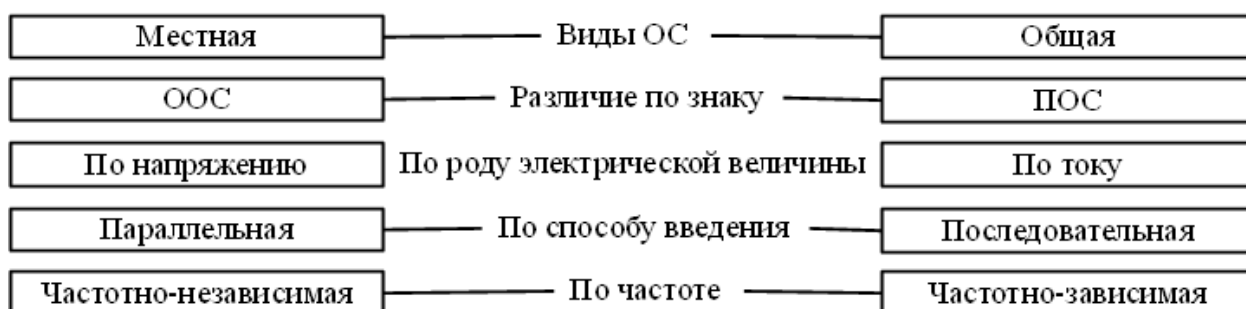 Местная Виды ОС Общая
ООС Различие по знаку ПОС
По напряжению По роду электрической величины По току
Параллельная По способу введения Последовательная
Частотно-независимая По частоте Частотно-зависимая